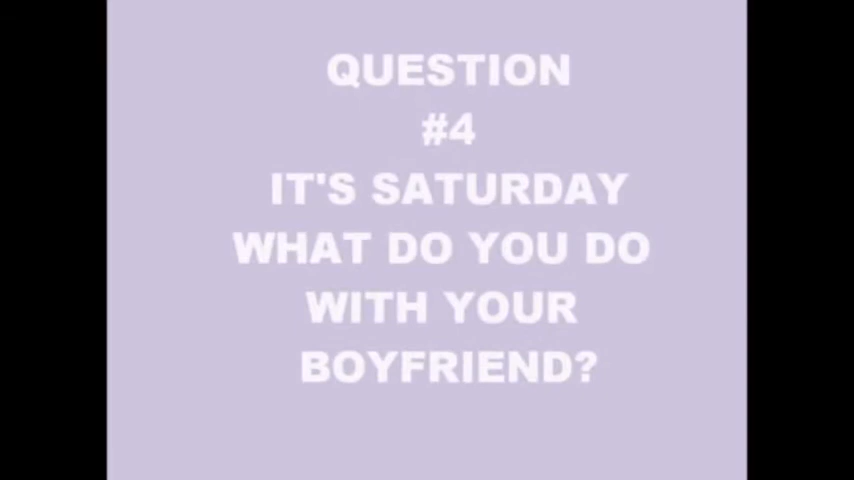 QUESTION
#4
IT'S SATURDAY
WHAT DO YOU DO
WITH YOUR
BOYFRIEND?